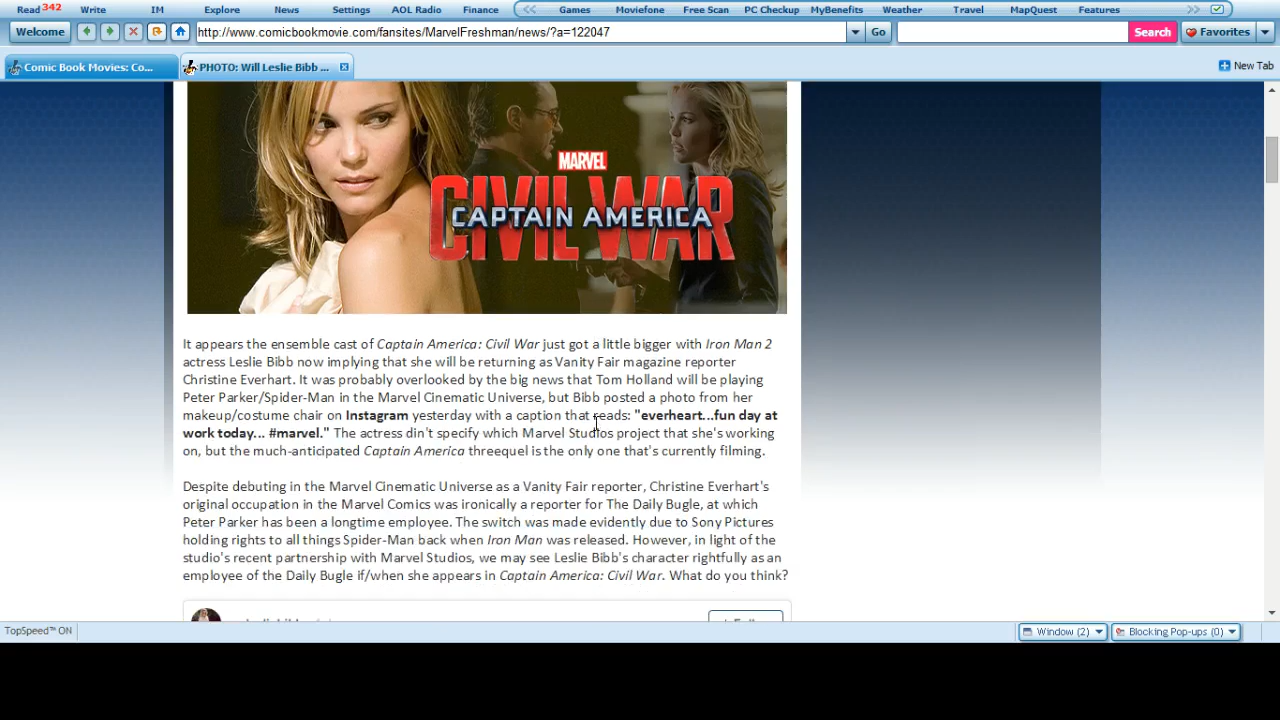 Read 342 Write IM Explore News Settings AOL Radio Finance Games Moviefone Free Scan PC Checkup MyBenefits Weather Travel MapQuest Features
Welcome http://www.comicbookmovie.com/fansites/MarvelFreshman/news/?a=122047 Go Search Favorites
Comic Book Movies: Co... PHOTO: Will Leslie Bibb ... New Tab
MARVEL
CIVIL WAR
CAPTAIN AMERICA
It appears the ensemble cast of Captain America: Civil War just got a little bigger with Iron Man 2
actress Leslie Bibb now implying that she will be returning as Vanity Fair magazine reporter
Christine Everhart. It was probably overlooked by the big news that Tom Holland will be playing
Peter Parker/Spider-Man in the Marvel Cinematic Universe, but Bibb posted a photo from her
makeup/costume chair on Instagram yesterday with a caption that reads: "everheart...fun day at
work today... #marvel." The actress din't specify which Marvel Studios project that she's working
on, but the much-anticipated Captain America threequel is the only one that's currently filming.
Despite debuting in the Marvel Cinematic Universe as a Vanity Fair reporter, Christine Everhart's
original occupation in the Marvel Comics was ironically a reporter for The Daily Bugle, at which
Peter Parker has been a longtime employee. The switch was made evidently due to Sony Pictures
holding rights to all things Spider-Man back when Iron Man was released. However, in light of the
studio's recent partnership with Marvel Studios, we may see Leslie Bibb's character rightfully as an
employee of the Daily Bugle if/when she appears in Captain America: Civil War. What do you think?
TopSpeed™ ON Window (2) Blocking Pop-ups (0)